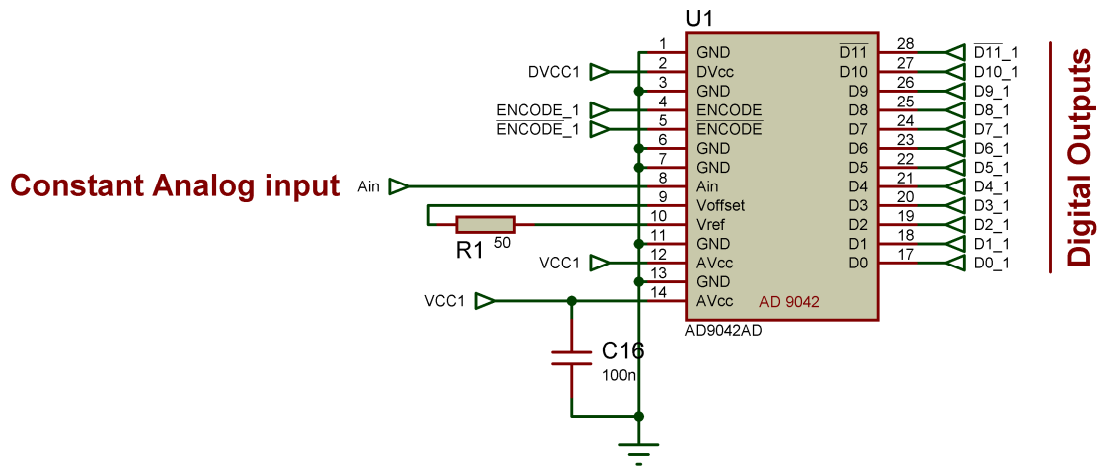 U1
1 GND
DVCC1 2 DVcc
3 GND
ENCODE_1 4 ENCODE
ENCODE_1 5 ENCODE
6 GND
7 GND
Constant Analog input Ain 8 Ain
9 Voffset
R1 50 10 Vref
11 GND
VCC1 12 AVcc
13 GND
VCC1 14 AVcc
D11 28 D11_1
D10 27 D10_1
D9 26 D9_1
D8 25 D8_1
D7 24 D7_1
D6 23 D6_1
D5 22 D5_1
D4 21 D4_1
D3 20 D3_1
D2 19 D2_1
D1 18 D1_1
D0 17 D0_1
AD 9042
AD9042AD
C16
100n
Digital Outputs